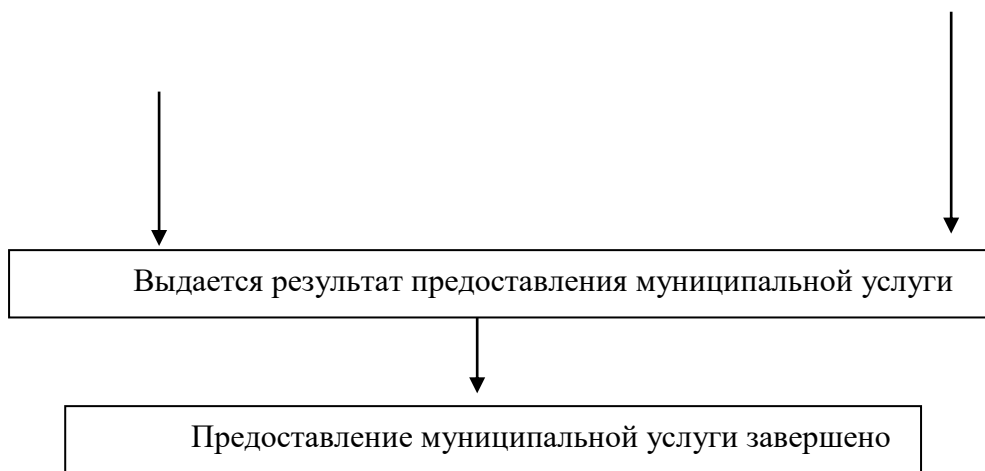 Выдается результат предоставления муниципальной услуги
Предоставление муниципальной услуги завершено